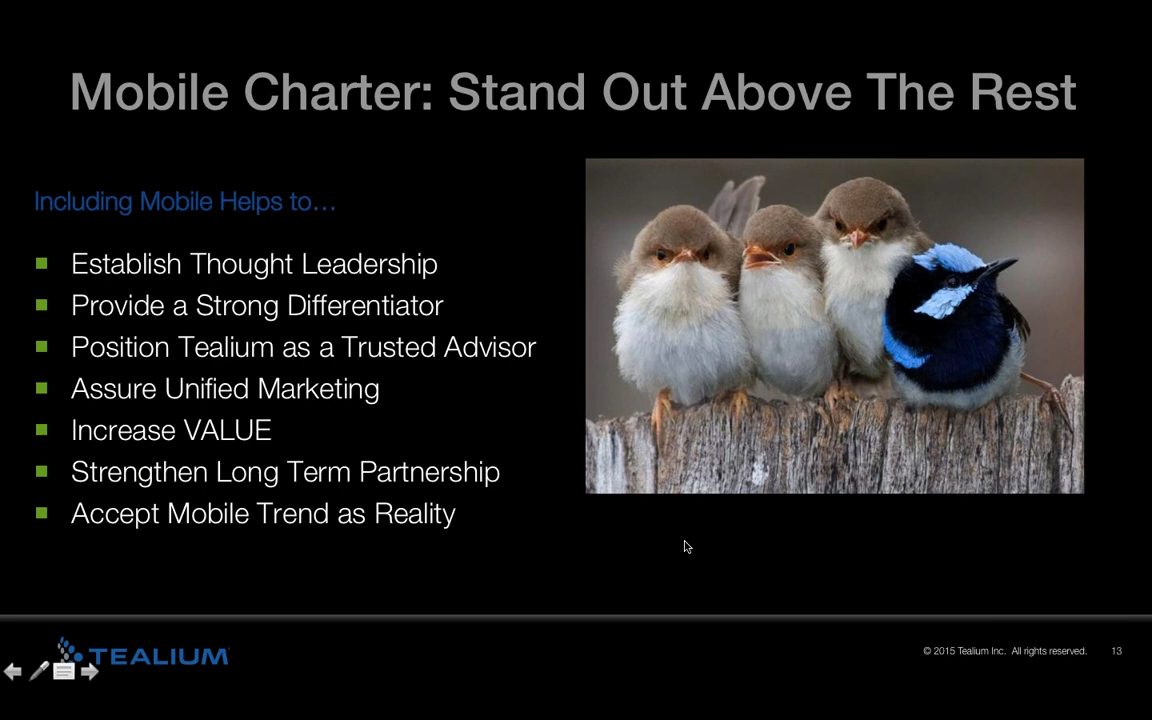 Mobile Charter: Stand Out Above The Rest
Including Mobile Helps to…
Establish Thought Leadership
Provide a Strong Differentiator
Position Tealium as a Trusted Advisor
Assure Unified Marketing
Increase VALUE
Strengthen Long Term Partnership
Accept Mobile Trend as Reality
TEALIUM
© 2015 Tealium Inc. All rights reserved. 13